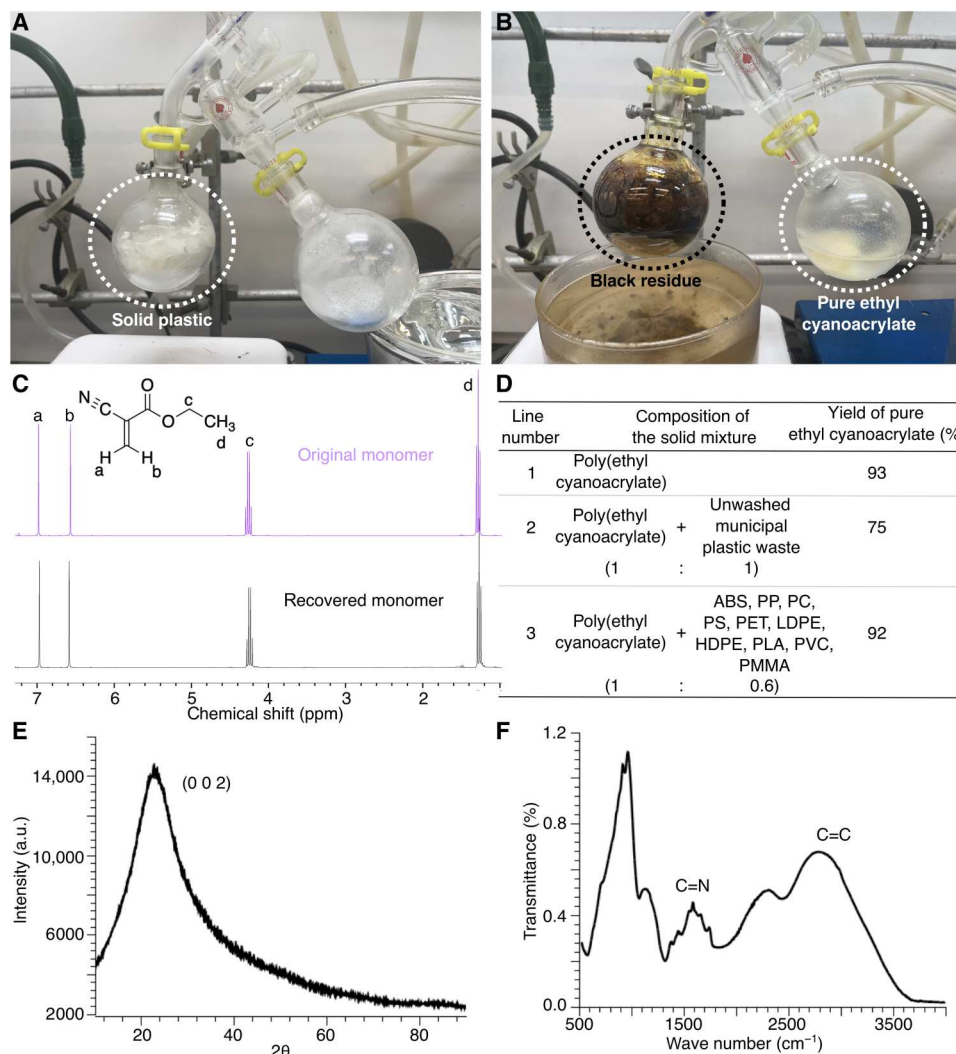 A
Solid plastic
B
Black residue
Pure ethyl
cyanoacrylate
C
N
C
O
O
CH₃
c
d
H
H
a
b
a
b
c
d
Original monomer
Recovered monomer
7
6
5
4
3
2
Chemical shift (ppm)
D
Line
number
Composition of
the solid mixture
Yield of pure
ethyl cyanoacrylate (%
1
Poly(ethyl
cyanoacrylate)
93
2
Poly(ethyl
cyanoacrylate)
+
Unwashed
municipal
plastic waste
75
(1 : 1)
3
Poly(ethyl
cyanoacrylate)
+
ABS, PP, PC,
PS, PET, LDPE,
HDPE, PLA, PVC,
PMMA
92
(1 : 0.6)
E
14,000
10,000
6000
2000
Intensity (a.u.)
(0 0 2)
20
40
60
80
2θ
F
1.2
0.8
0.4
0.0
Transmittance (%)
C=N
C=C
500
1500
2500
3500
Wave number (cm⁻¹)